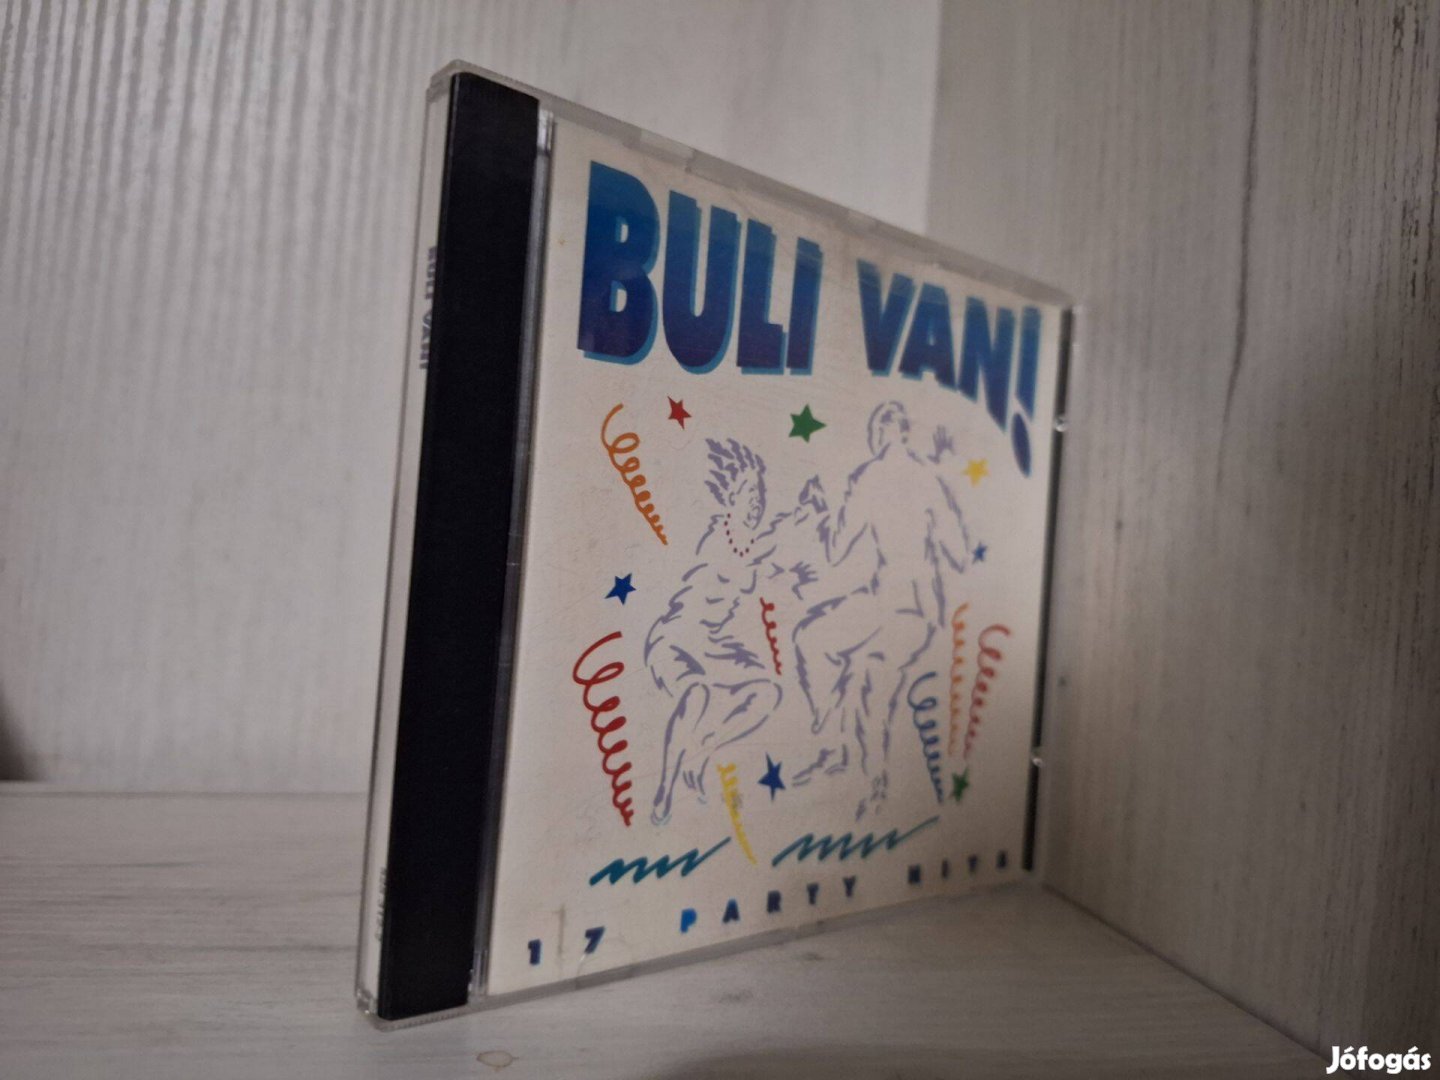 BULI VAN!
17 PARTY HITS
BULI VAN!
Jófogás